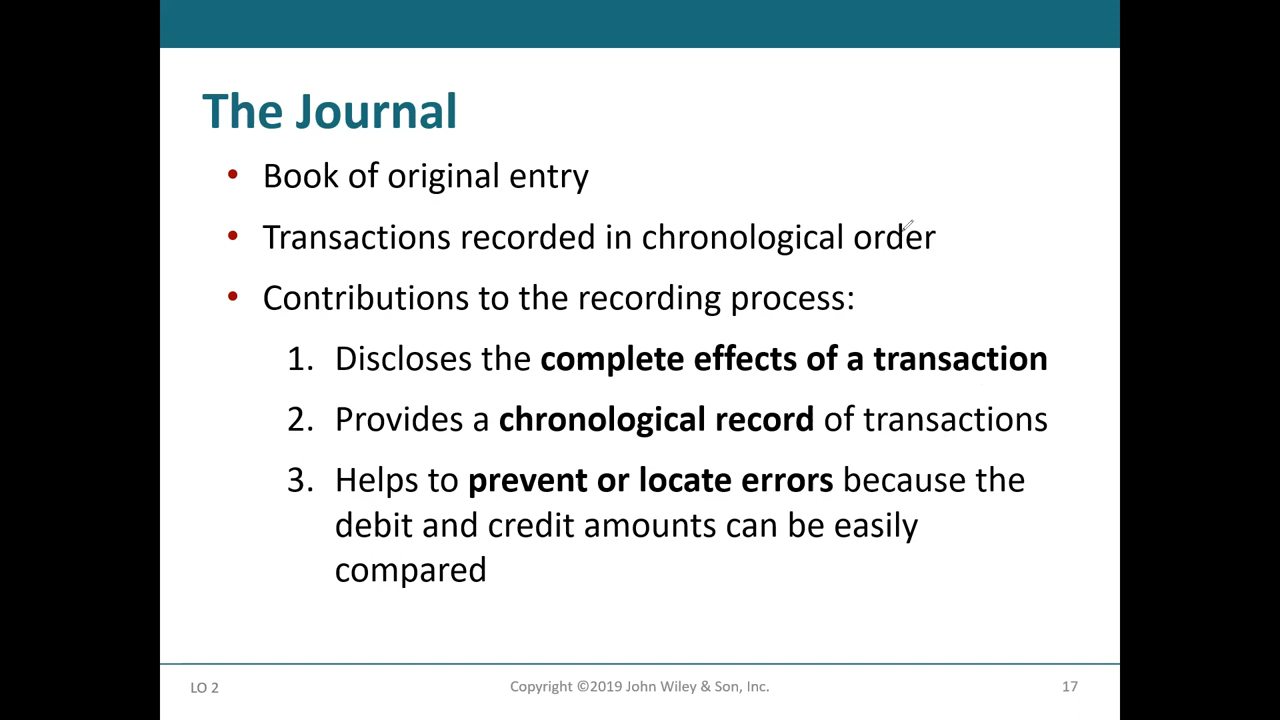 The Journal
• Book of original entry
• Transactions recorded in chronological order
• Contributions to the recording process:
1. Discloses the complete effects of a transaction
2. Provides a chronological record of transactions
3. Helps to prevent or locate errors because the
debit and credit amounts can be easily
compared
LO 2
Copyright ©2019 John Wiley & Son, Inc.
17